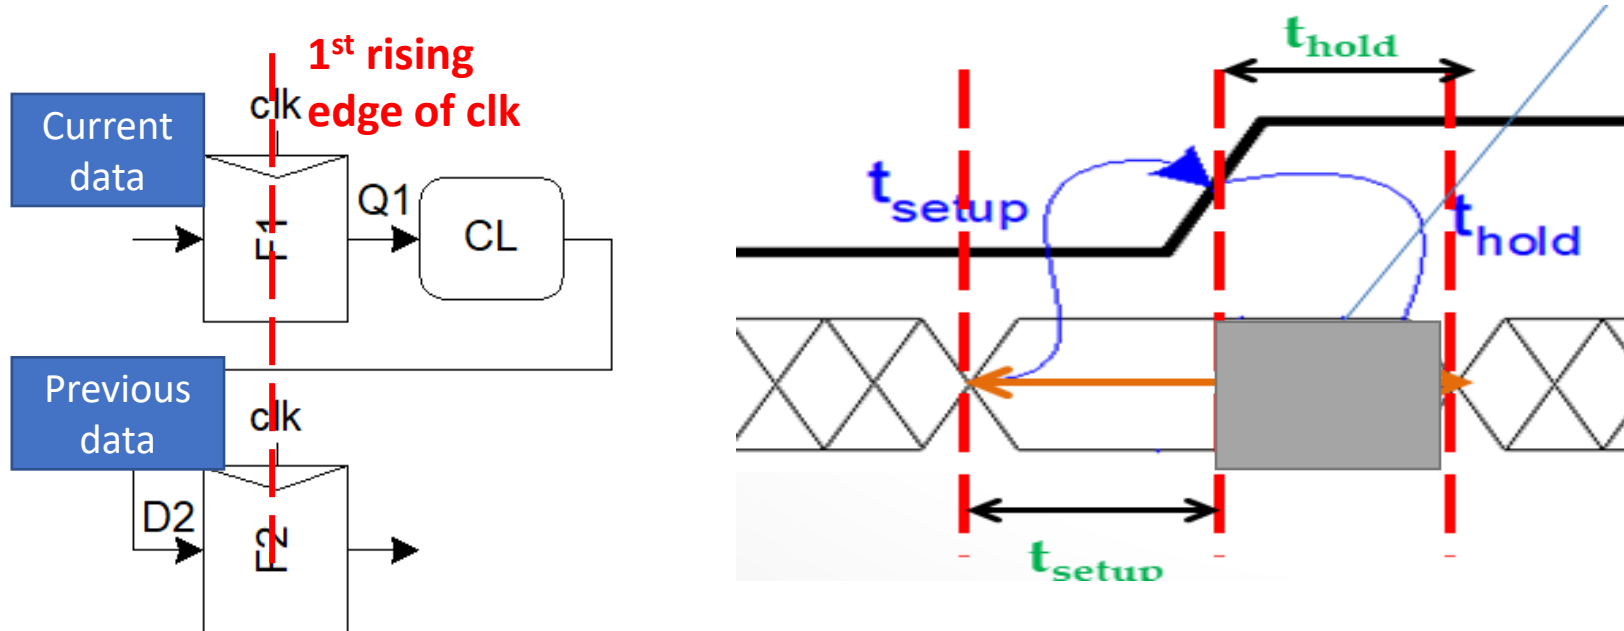 1st rising
edge of clk
clk
Current
data
F1
Q1
CL
Previous
data
clk
D2
F2
thold
tsetup
thold
tsetup